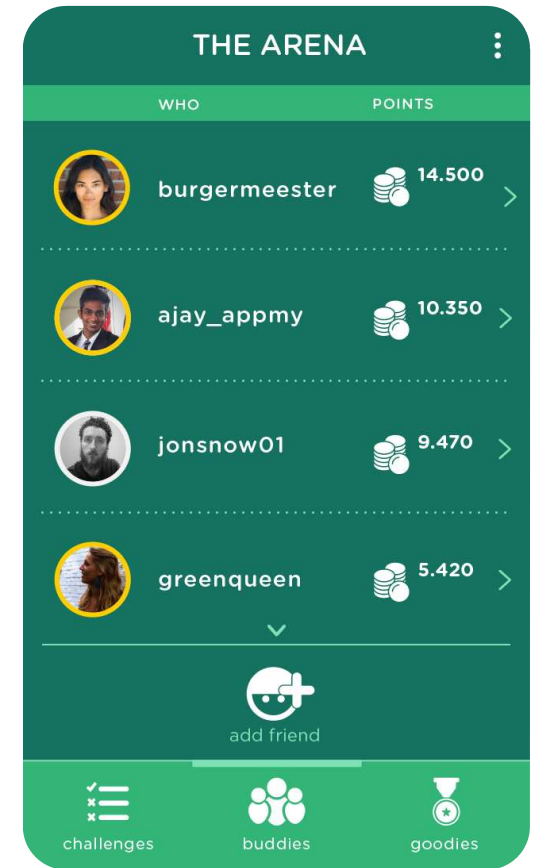 THE ARENA
WHO POINTS
burgermeester 14.500
ajay_appmy 10.350
jonsnow01 9.470
greenqueen 5.420
add friend
challenges buddies goodies